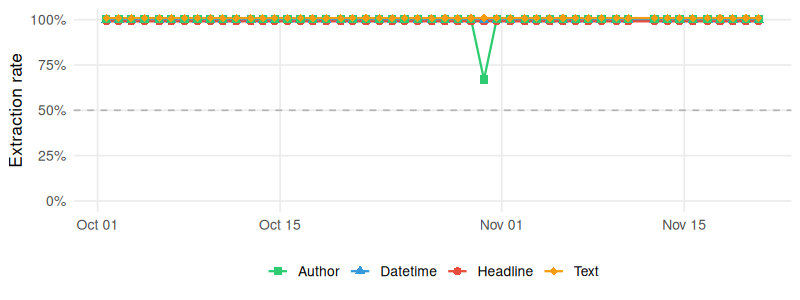 Extraction rate
100%
75%
50%
25%
0%
Oct 01 Oct 15 Nov 01 Nov 15
Author Datetime Headline Text